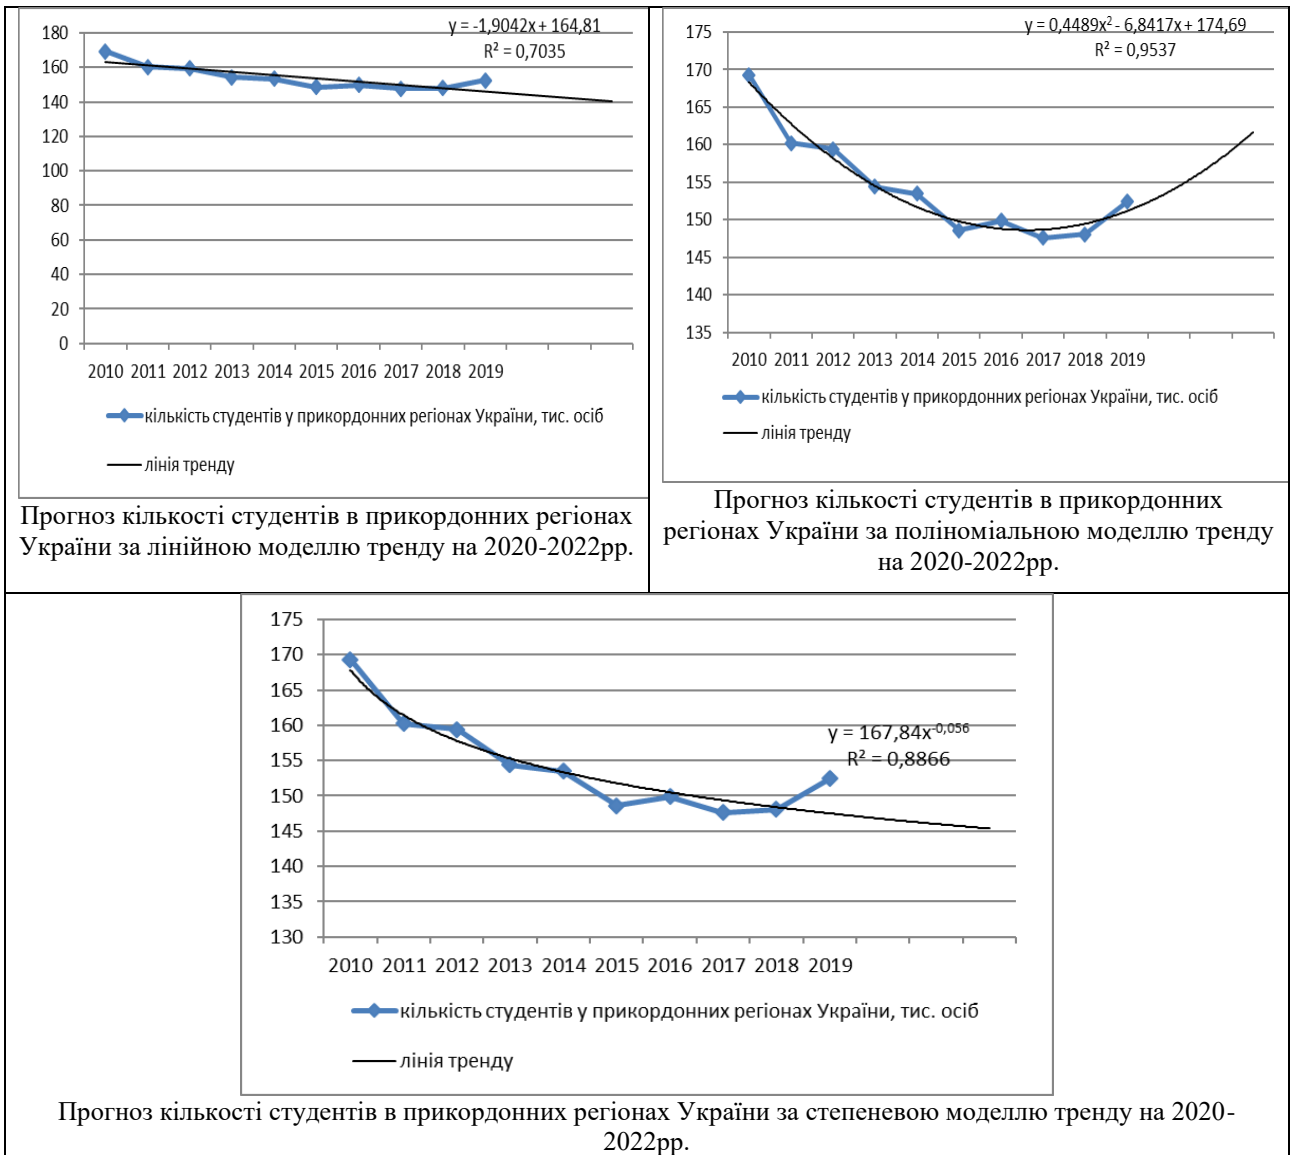 y = -1,9042x + 164,81
R² = 0,7035
180
160
140
120
100
80
60
40
20
0
2010 2011 2012 2013 2014 2015 2016 2017 2018 2019
кількість студентів у прикордонних регіонах України, тис. осіб
лінія тренду
Прогноз кількості студентів в прикордонних регіонах
України за лінійною моделлю тренду на 2020-2022рр.
y = 0,4489x² - 6,8417x + 174,69
R² = 0,9537
175
170
165
160
155
150
145
140
135
2010 2011 2012 2013 2014 2015 2016 2017 2018 2019
кількість студентів у прикордонних регіонах України, тис. осіб
лінія тренду
Прогноз кількості студентів в прикордонних
регіонах України за поліноміальною моделлю тренду
на 2020-2022рр.
175
170
165
160
155
150
145
140
135
130
y = 167,84x⁻⁰,⁰⁵⁶
R² = 0,8866
2010 2011 2012 2013 2014 2015 2016 2017 2018 2019
кількість студентів у прикордонних регіонах України, тис. осіб
лінія тренду
Прогноз кількості студентів в прикордонних регіонах України за степеневою моделлю тренду на 2020-
2022рр.